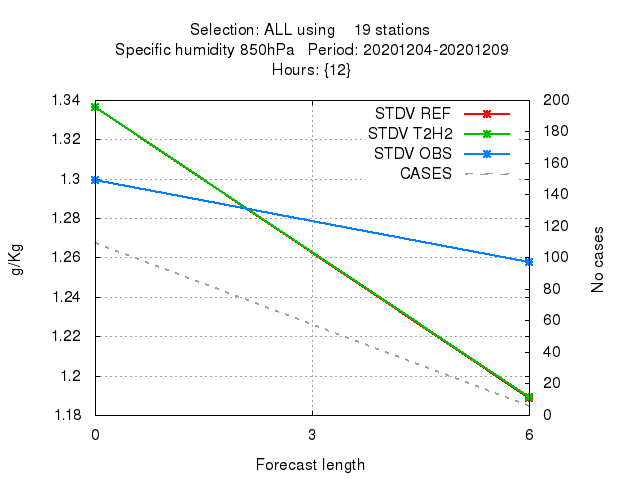 Selection: ALL using 19 stations
Specific humidity 850hPa Period: 20201204-20201209
Hours: {12}
1.34
1.32
1.3
1.28
1.26
1.24
1.22
1.2
1.18
g/Kg
STDV REF
STDV T2H2
STDV OBS
CASES
200
180
160
140
120
100
80
60
40
20
0
No cases
0 3 6
Forecast length